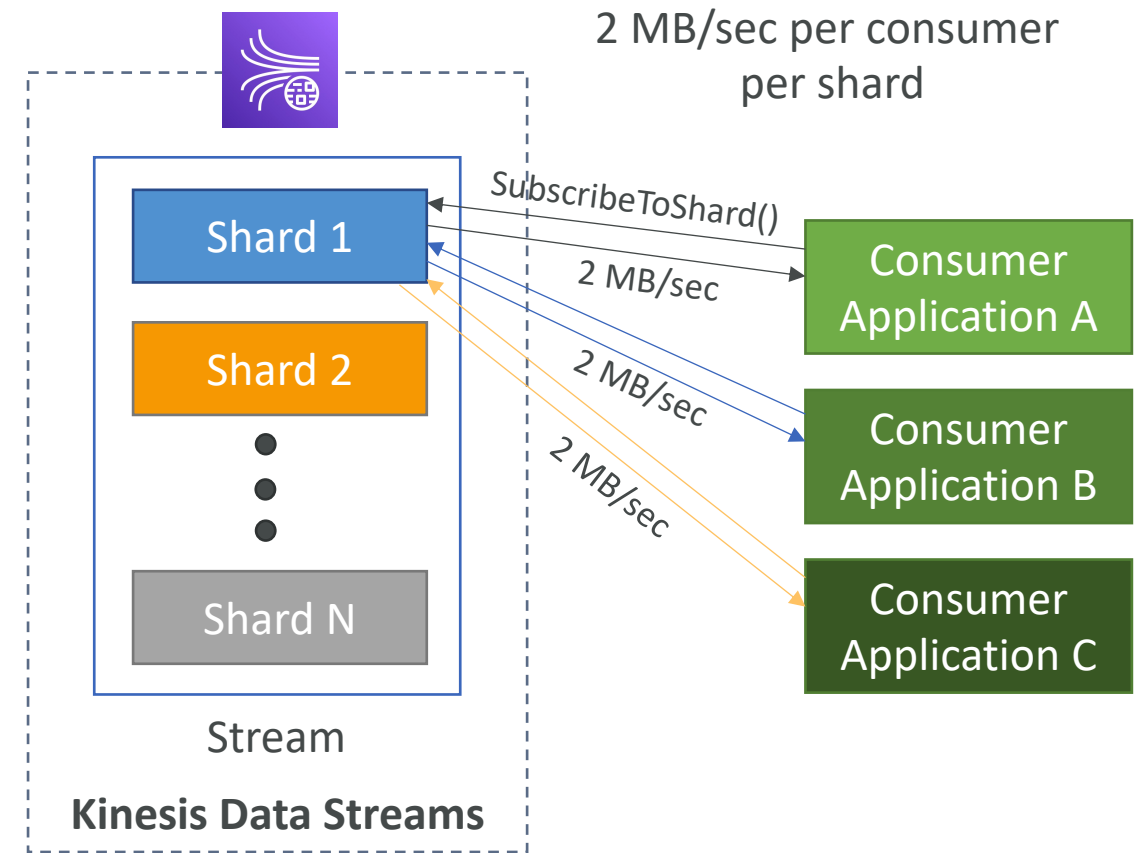 2 MB/sec per consumer
per shard
SubscribeToShard()
2 MB/sec
2 MB/sec
2 MB/sec
Shard 1
Shard 2
Shard N
Stream
Kinesis Data Streams
Consumer
Application A
Consumer
Application B
Consumer
Application C